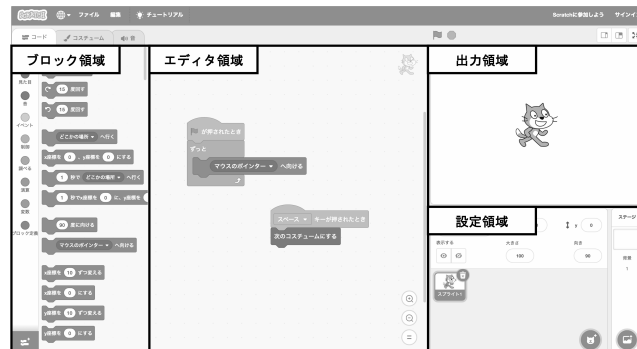 SCRATCH
ファイル
編集
チュートリアル
Scratchに参加しよう
サインイン
コード
コスチューム
音
ブロック領域
エディタ領域
出力領域
設定領域
見た目
音
イベント
制御
調べる
演算
変数
ブロック定義
15 度回す
15 度回す
どこかの場所 へ行く
x座標を 0 、y座標を 0 にする
1 秒で どこかの場所 へ行く
1 秒でx座標を 0 に、y座標を
90 度に向ける
マウスのポインター へ向ける
x座標を 10 ずつ変える
x座標を 0 にする
y座標を 10 ずつ変える
y座標を 0 にする
が押されたとき
ずっと
マウスのポインター へ向ける
スペース キーが押されたとき
次のコスチュームにする
y 0
ステージ
表示する
大きさ
向き
100
90
背景
1
スプライト1